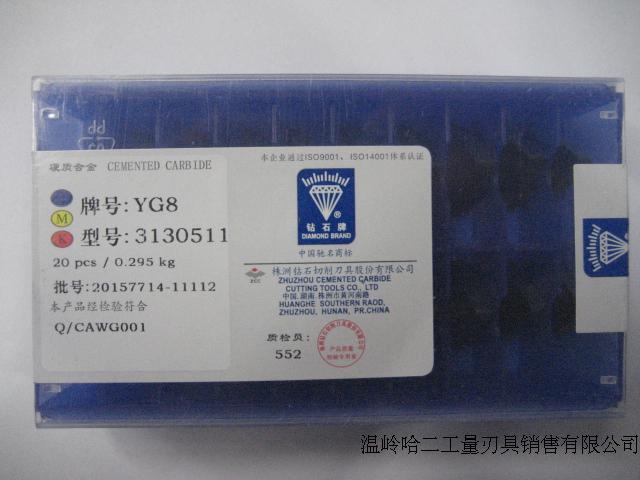 硬质合金 CEMENTED CARBIDE
本企业通过ISO9001、ISO14001体系认证
牌号:YG8
M
K
型号:3130511
20 pcs / 0.295 kg
批号:20157714-11112
本产品经检验符合
Q/CAWG001
钻石牌
DIAMOND BRAND
中国驰名商标
ZCC
株洲钻石切削刀具股份有限公司
ZHUZHOU CEMENTED CARBIDE
CUTTING TOOLS CO., LTD
中国.湖南.株洲市黄河南路
HUANGHE SOUTHERN RAOD,
ZHUZHOU, HUNAN, PR.CHINA
质检员:
552
温岭哈二工量刃具销售有限公司